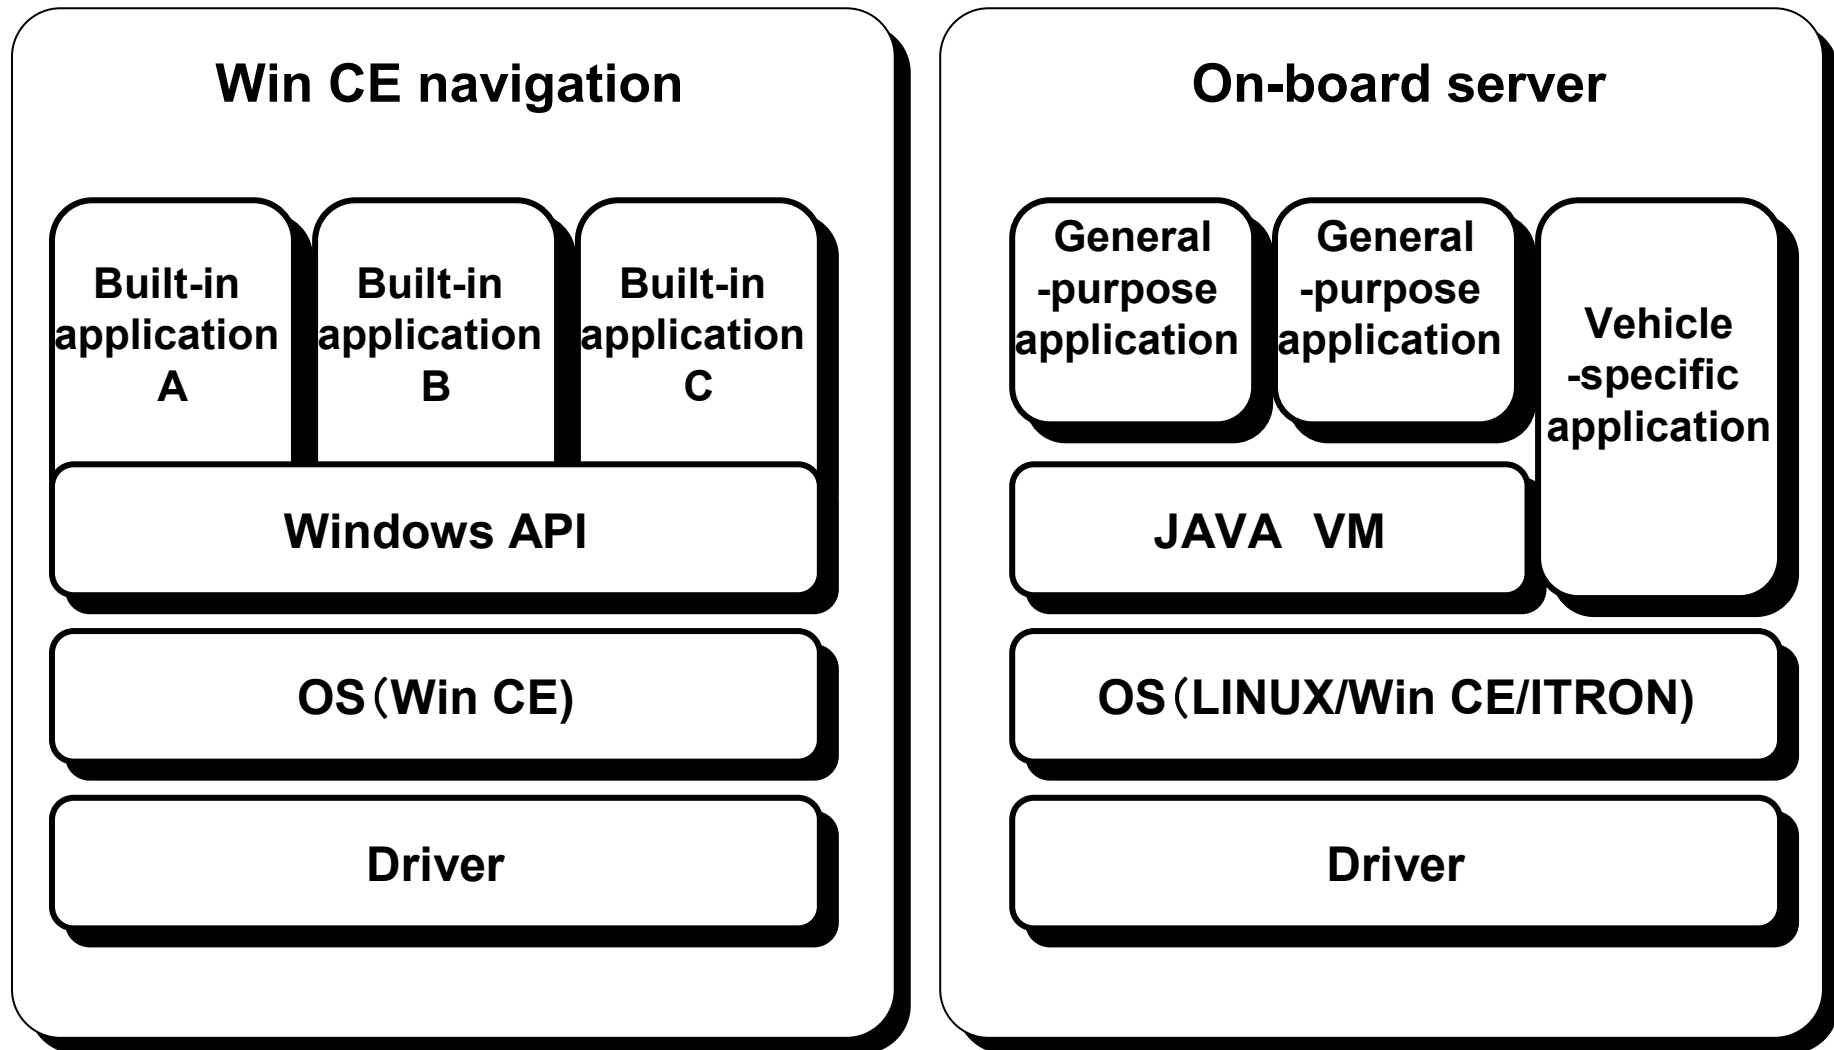 Win CE navigation
Built-in
application
A
Built-in
application
B
Built-in
application
C
Windows API
OS（Win CE)
Driver
On-board server
General
-purpose
application
General
-purpose
application
Vehicle
-specific
application
JAVA VM
OS（LINUX/Win CE/ITRON)
Driver